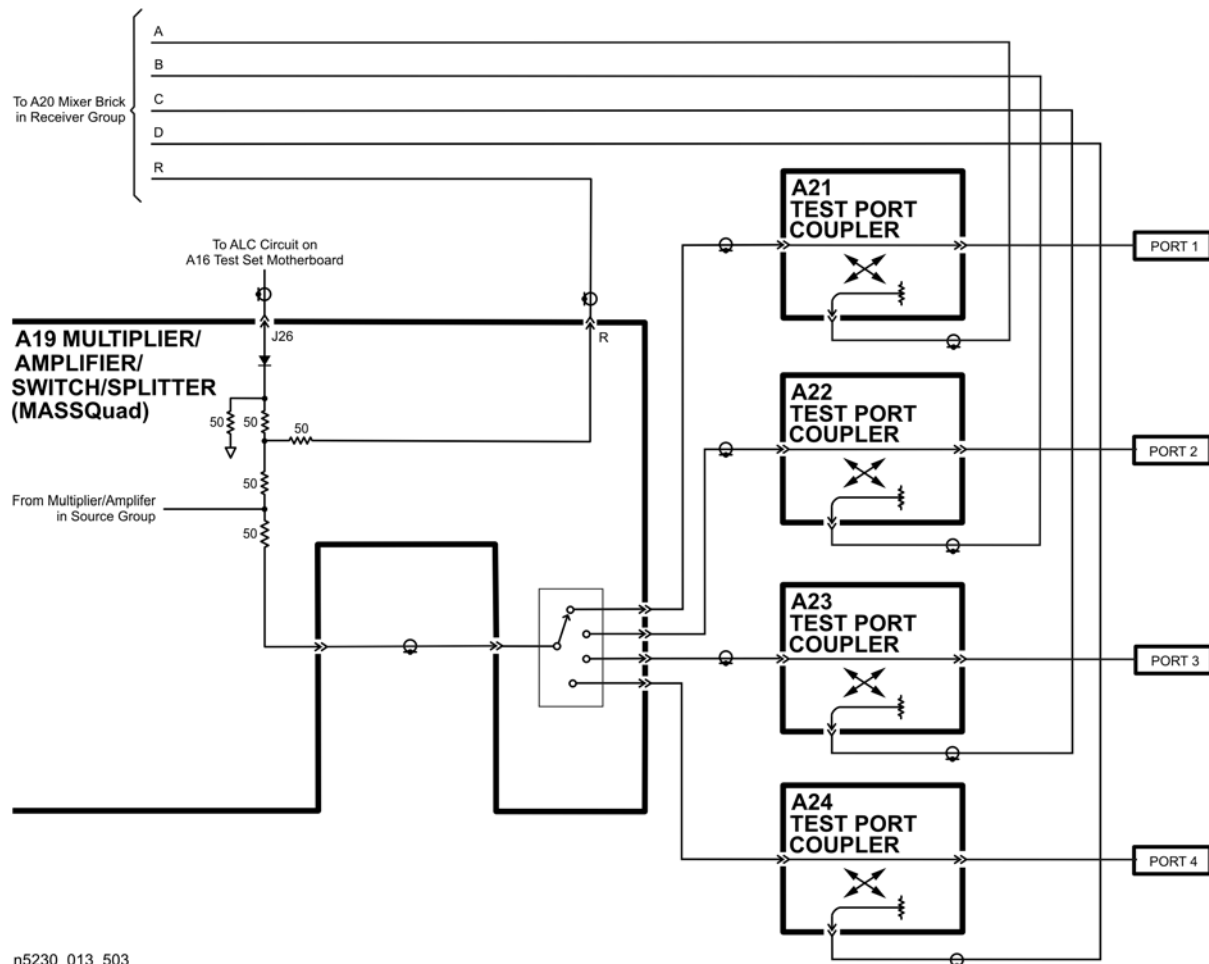 A
B
To A20 Mixer Brick
in Receiver Group
C
D
R
To ALC Circuit on
A16 Test Set Motherboard
J26
R
A19 MULTIPLIER/
AMPLIFIER/
SWITCH/SPLITTER
(MASSQuad)
50
50
50
50
From Multiplier/Amplifer
in Source Group
50
A21
TEST PORT
COUPLER
PORT 1
A22
TEST PORT
COUPLER
PORT 2
A23
TEST PORT
COUPLER
PORT 3
A24
TEST PORT
COUPLER
PORT 4
n5230_013_503